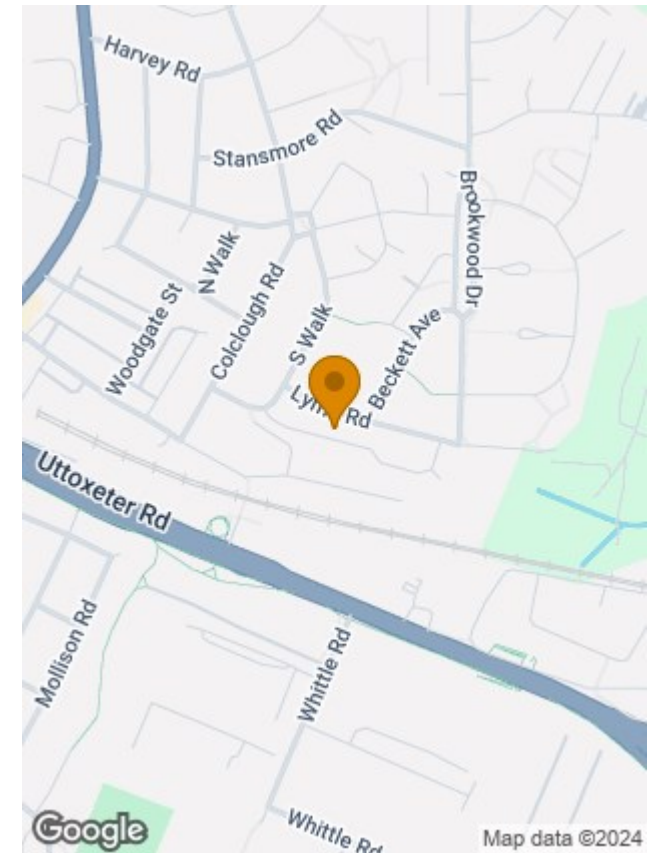 Harvey Rd
Stansmore Rd
Brookwood Dr
N Walk
Colclough Rd
Woodgate St
S Walk
Beckett Ave
Rd
Uttoxeter Rd
Mollison Rd
Whittle Rd
Whittle Rd
Google
Map data ©2024